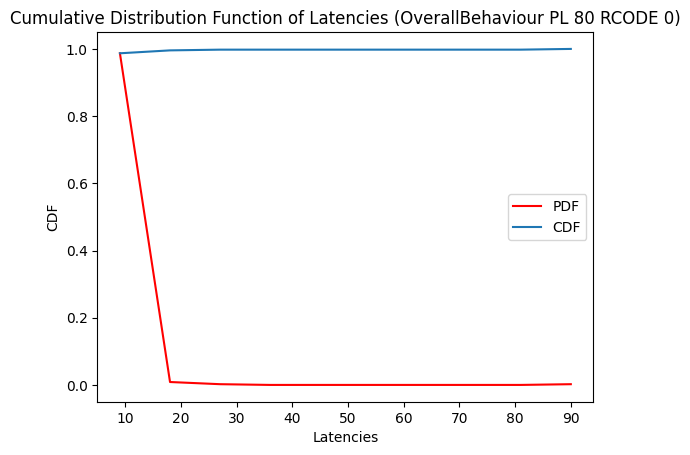 Cumulative Distribution Function of Latencies (OverallBehaviour PL 80 RCODE 0)
1.0
0.8
0.6
0.4
0.2
0.0
CDF
PDF
CDF
10 20 30 40 50 60 70 80 90
Latencies